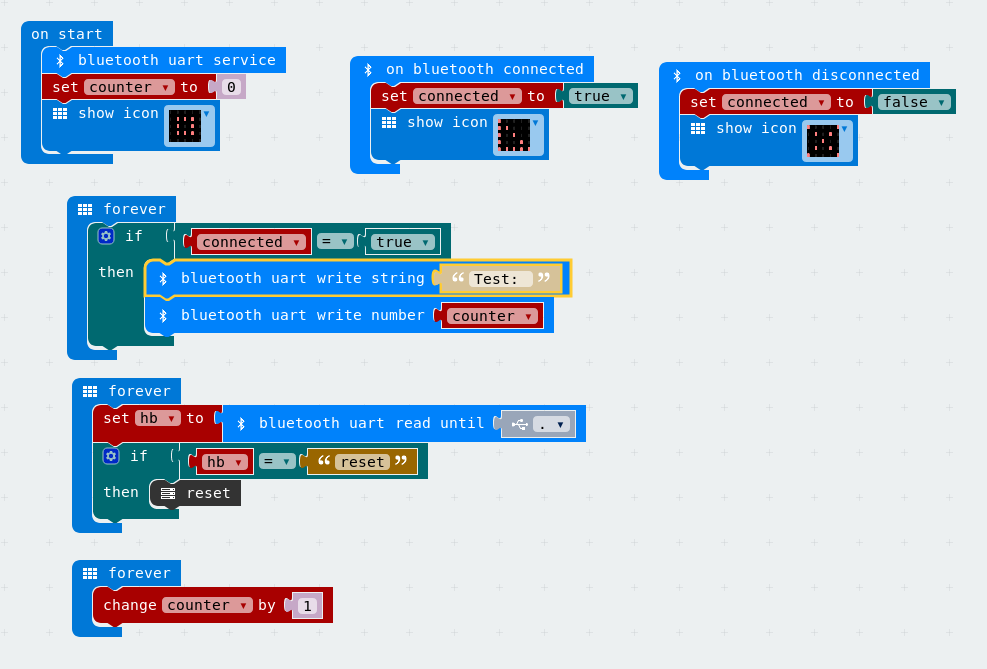 on start
bluetooth uart service
set counter to 0
show icon
on bluetooth connected
set connected to true
show icon
on bluetooth disconnected
set connected to false
show icon
forever
if connected = true
then bluetooth uart write string “ Test: ”
bluetooth uart write number counter
forever
set hb to bluetooth uart read until .
if hb = “ reset ”
then reset
forever
change counter by 1